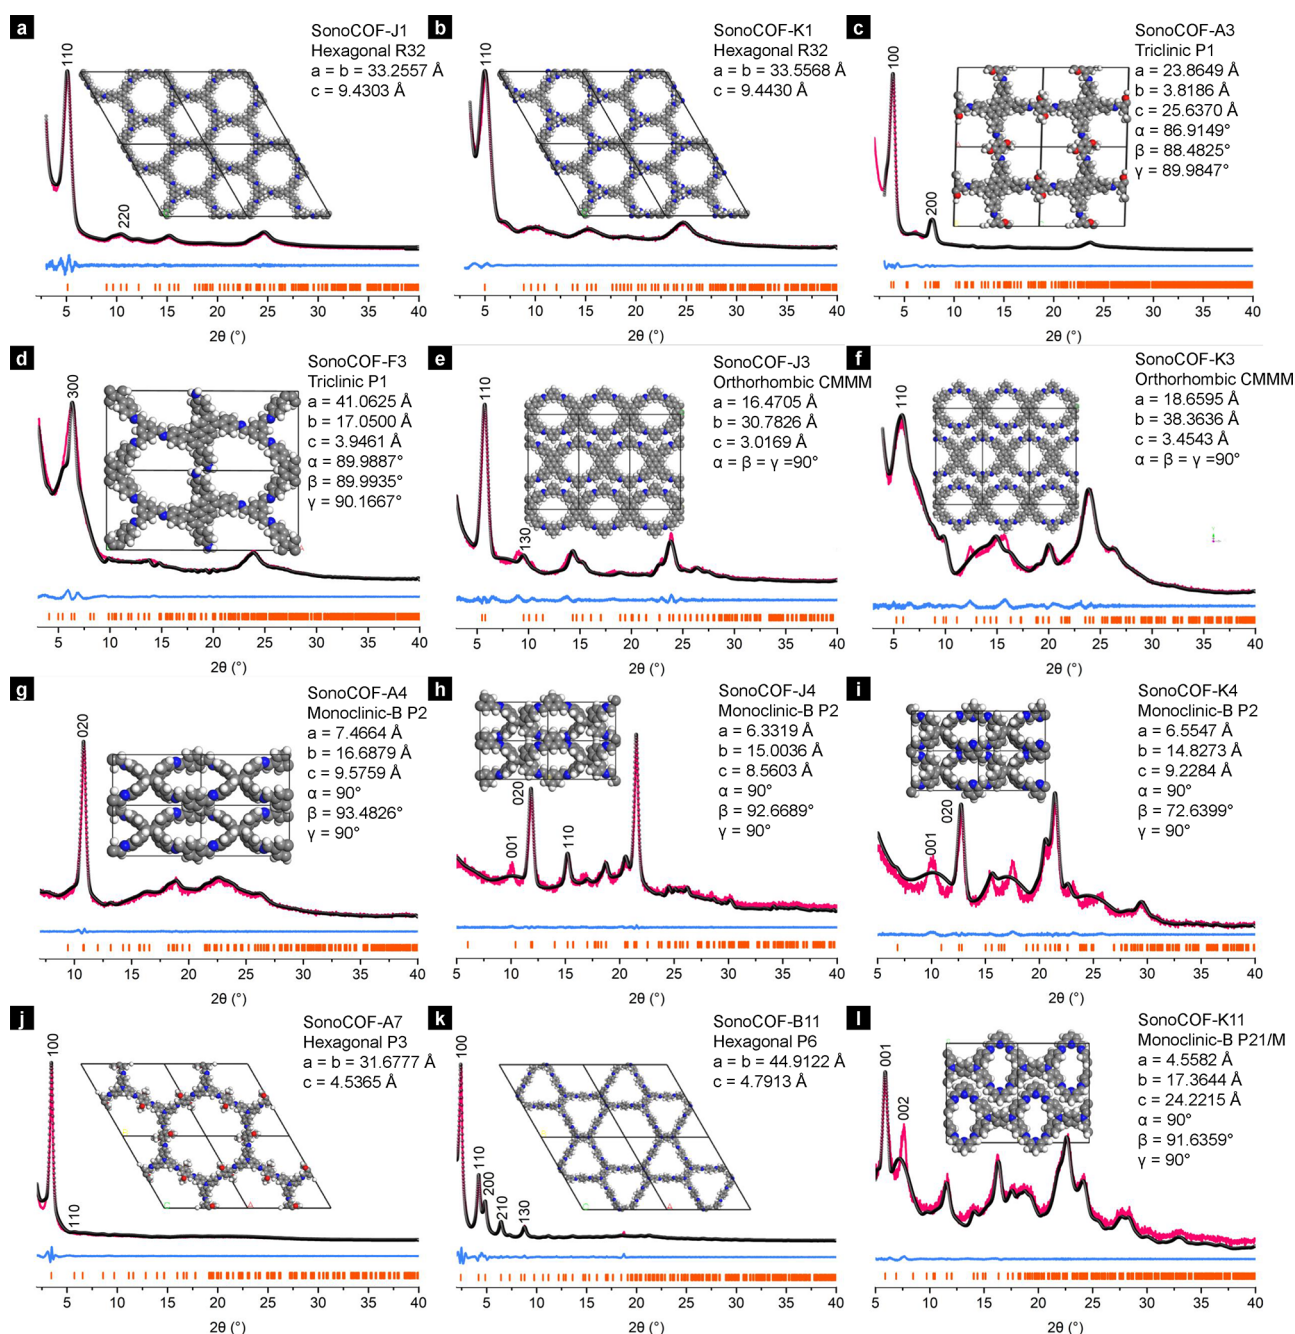 a
SonoCOF-J1
Hexagonal R32
a = b = 33.2557 Å
c = 9.4303 Å
110
220
5 10 15 20 25 30 35 40
2θ (°)
b
SonoCOF-K1
Hexagonal R32
a = b = 33.5568 Å
c = 9.4430 Å
110
5 10 15 20 25 30 35 40
2θ (°)
c
SonoCOF-A3
Triclinic P1
a = 23.8649 Å
b = 3.8186 Å
c = 25.6370 Å
α = 86.9149°
β = 88.4825°
γ = 89.9847°
100
200
5 10 15 20 25 30 35 40
2θ (°)
d
SonoCOF-F3
Triclinic P1
a = 41.0625 Å
b = 17.0500 Å
c = 3.9461 Å
α = 89.9887°
β = 89.9935°
γ = 90.1667°
300
5 10 15 20 25 30 35 40
2θ (°)
e
SonoCOF-J3
Orthorhombic CMMM
a = 16.4705 Å
b = 30.7826 Å
c = 3.0169 Å
α = β = γ =90°
110
130
5 10 15 20 25 30 35 40
2θ (°)
f
SonoCOF-K3
Orthorhombic CMMM
a = 18.6595 Å
b = 38.3636 Å
c = 3.4543 Å
α = β = γ =90°
110
5 10 15 20 25 30 35 40
2θ (°)
g
SonoCOF-A4
Monoclinic-B P2
a = 7.4664 Å
b = 16.6879 Å
c = 9.5759 Å
α = 90°
β = 93.4826°
γ = 90°
020
10 15 20 25 30 35 40
2θ (°)
h
SonoCOF-J4
Monoclinic-B P2
a = 6.3319 Å
b = 15.0036 Å
c = 8.5603 Å
α = 90°
β = 92.6689°
γ = 90°
001
020
110
5 10 15 20 25 30 35 40
2θ (°)
i
SonoCOF-K4
Monoclinic-B P2
a = 6.5547 Å
b = 14.8273 Å
c = 9.2284 Å
α = 90°
β = 72.6399°
γ = 90°
001
020
5 10 15 20 25 30 35 40
2θ (°)
j
SonoCOF-A7
Hexagonal P3
a = b = 31.6777 Å
c = 4.5365 Å
100
110
5 10 15 20 25 30 35 40
2θ (°)
k
SonoCOF-B11
Hexagonal P6
a = b = 44.9122 Å
c = 4.7913 Å
100
110
200
210
130
5 10 15 20 25 30 35 40
2θ (°)
l
SonoCOF-K11
Monoclinic-B P21/M
a = 4.5582 Å
b = 17.3644 Å
c = 24.2215 Å
α = 90°
β = 91.6359°
γ = 90°
001
002
5 10 15 20 25 30 35 40
2θ (°)